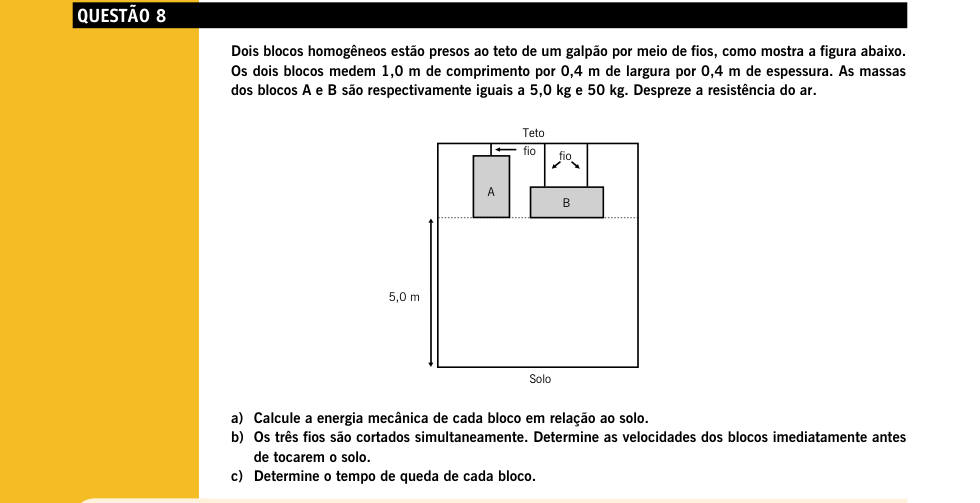 QUESTÃO 8
Dois blocos homogêneos estão presos ao teto de um galpão por meio de fios, como mostra a figura abaixo.
Os dois blocos medem 1,0 m de comprimento por 0,4 m de largura por 0,4 m de espessura. As massas
dos blocos A e B são respectivamente iguais a 5,0 kg e 50 kg. Despreze a resistência do ar.
Teto
fio
fio
A
B
5,0 m
Solo
a) Calcule a energia mecânica de cada bloco em relação ao solo.
b) Os três fios são cortados simultaneamente. Determine as velocidades dos blocos imediatamente antes
de tocarem o solo.
c) Determine o tempo de queda de cada bloco.